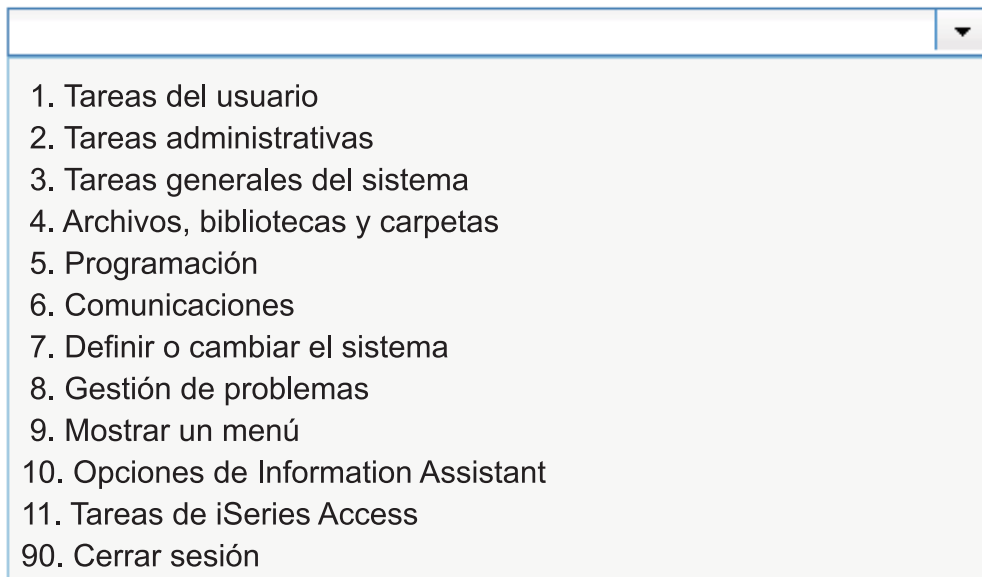 1. Tareas del usuario
2. Tareas administrativas
3. Tareas generales del sistema
4. Archivos, bibliotecas y carpetas
5. Programación
6. Comunicaciones
7. Definir o cambiar el sistema
8. Gestión de problemas
9. Mostrar un menú
10. Opciones de Information Assistant
11. Tareas de iSeries Access
90. Cerrar sesión